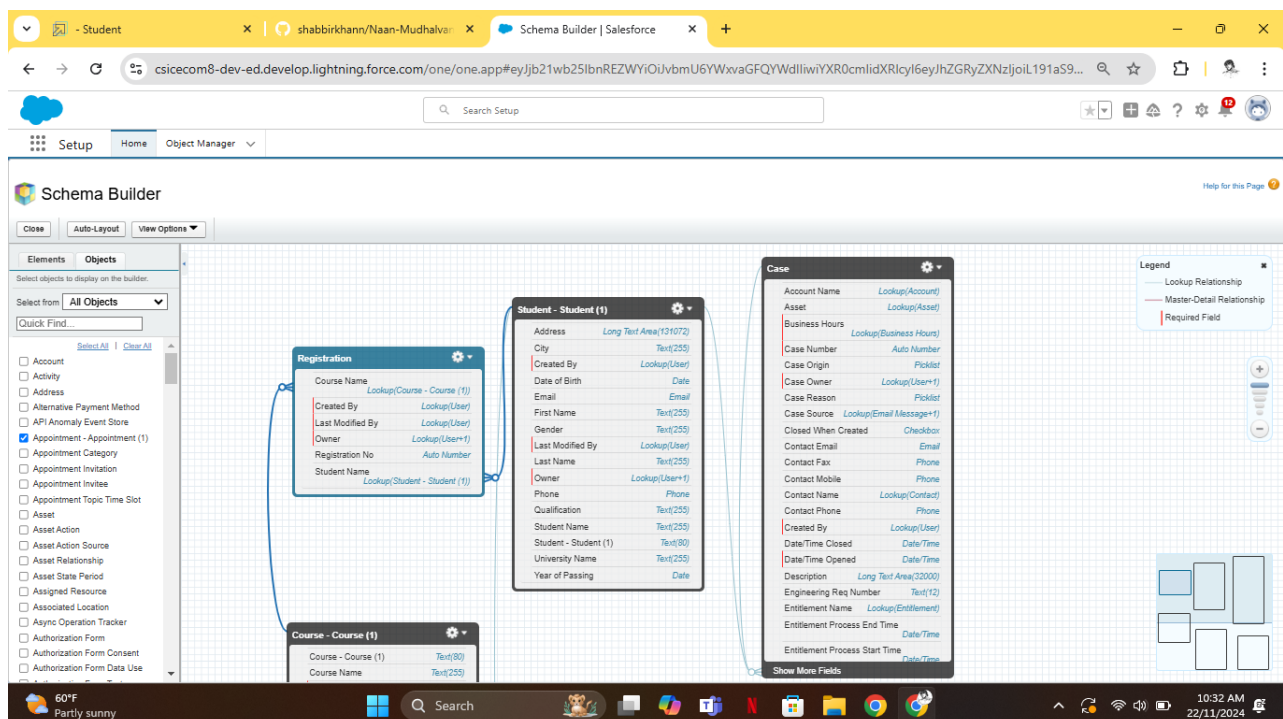 - Student
shabbirkhann/Naan-Mudhalvan
Schema Builder | Salesforce
csicecom8-dev-ed.develop.lightning.force.com/one/one.app#
Search Setup
12
Setup Home Object Manager
Schema Builder
Help for this Page
Close Auto-Layout View Options
Elements Objects
Select objects to display on the builder.
Select from All Objects
Quick Find...
Select All | Clear All
Account
Activity
Address
Alternative Payment Method
API Anomaly Event Store
Appointment - Appointment (1)
Appointment Category
Appointment Invitation
Appointment Invitee
Appointment Topic Time Slot
Asset
Asset Action
Asset Action Source
Asset Relationship
Asset State Period
Assigned Resource
Associated Location
Async Operation Tracker
Authorization Form
Authorization Form Consent
Authorization Form Data Use
Registration
Course Name
Lookup(Course - Course (1))
Created By Lookup(User)
Last Modified By Lookup(User)
Owner Lookup(User+1)
Registration No Auto Number
Student Name
Lookup(Student - Student (1))
Course - Course (1)
Course - Course (1) Text(80)
Course Name Text(255)
Student - Student (1)
Address Long Text Area(131072)
City Text(255)
Created By Lookup(User)
Date of Birth Date
Email Email
First Name Text(255)
Gender Text(255)
Last Modified By Lookup(User)
Last Name Text(255)
Owner Lookup(User+1)
Phone Phone
Qualification Text(255)
Student Name Text(255)
Student - Student (1) Text(80)
University Name Text(255)
Year of Passing Date
Case
Account Name Lookup(Account)
Asset Lookup(Asset)
Business Hours
Lookup(Business Hours)
Case Number Auto Number
Case Origin Picklist
Case Owner Lookup(User+1)
Case Reason Picklist
Case Source Lookup(Email Message+1)
Closed When Created Checkbox
Contact Email Email
Contact Fax Phone
Contact Mobile Phone
Contact Name Lookup(Contact)
Contact Phone Phone
Created By Lookup(User)
Date/Time Closed Date/Time
Date/Time Opened Date/Time
Description Long Text Area(32000)
Engineering Req Number Text(12)
Entitlement Name Lookup(Entitlement)
Entitlement Process End Time
Date/Time
Entitlement Process Start Time
Date/Time
Show More Fields
Legend
Lookup Relationship
Master-Detail Relationship
Required Field
60°F
Partly sunny
Search
10:32 AM
22/11/2024